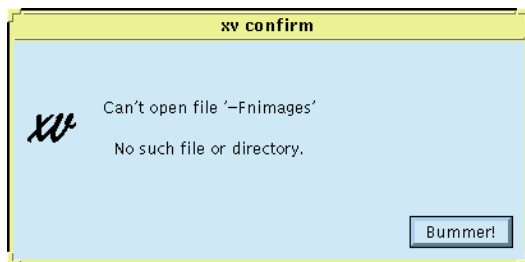 xv confirm
Can't open file '-Fnimages'
xv
No such file or directory.
Bummer!